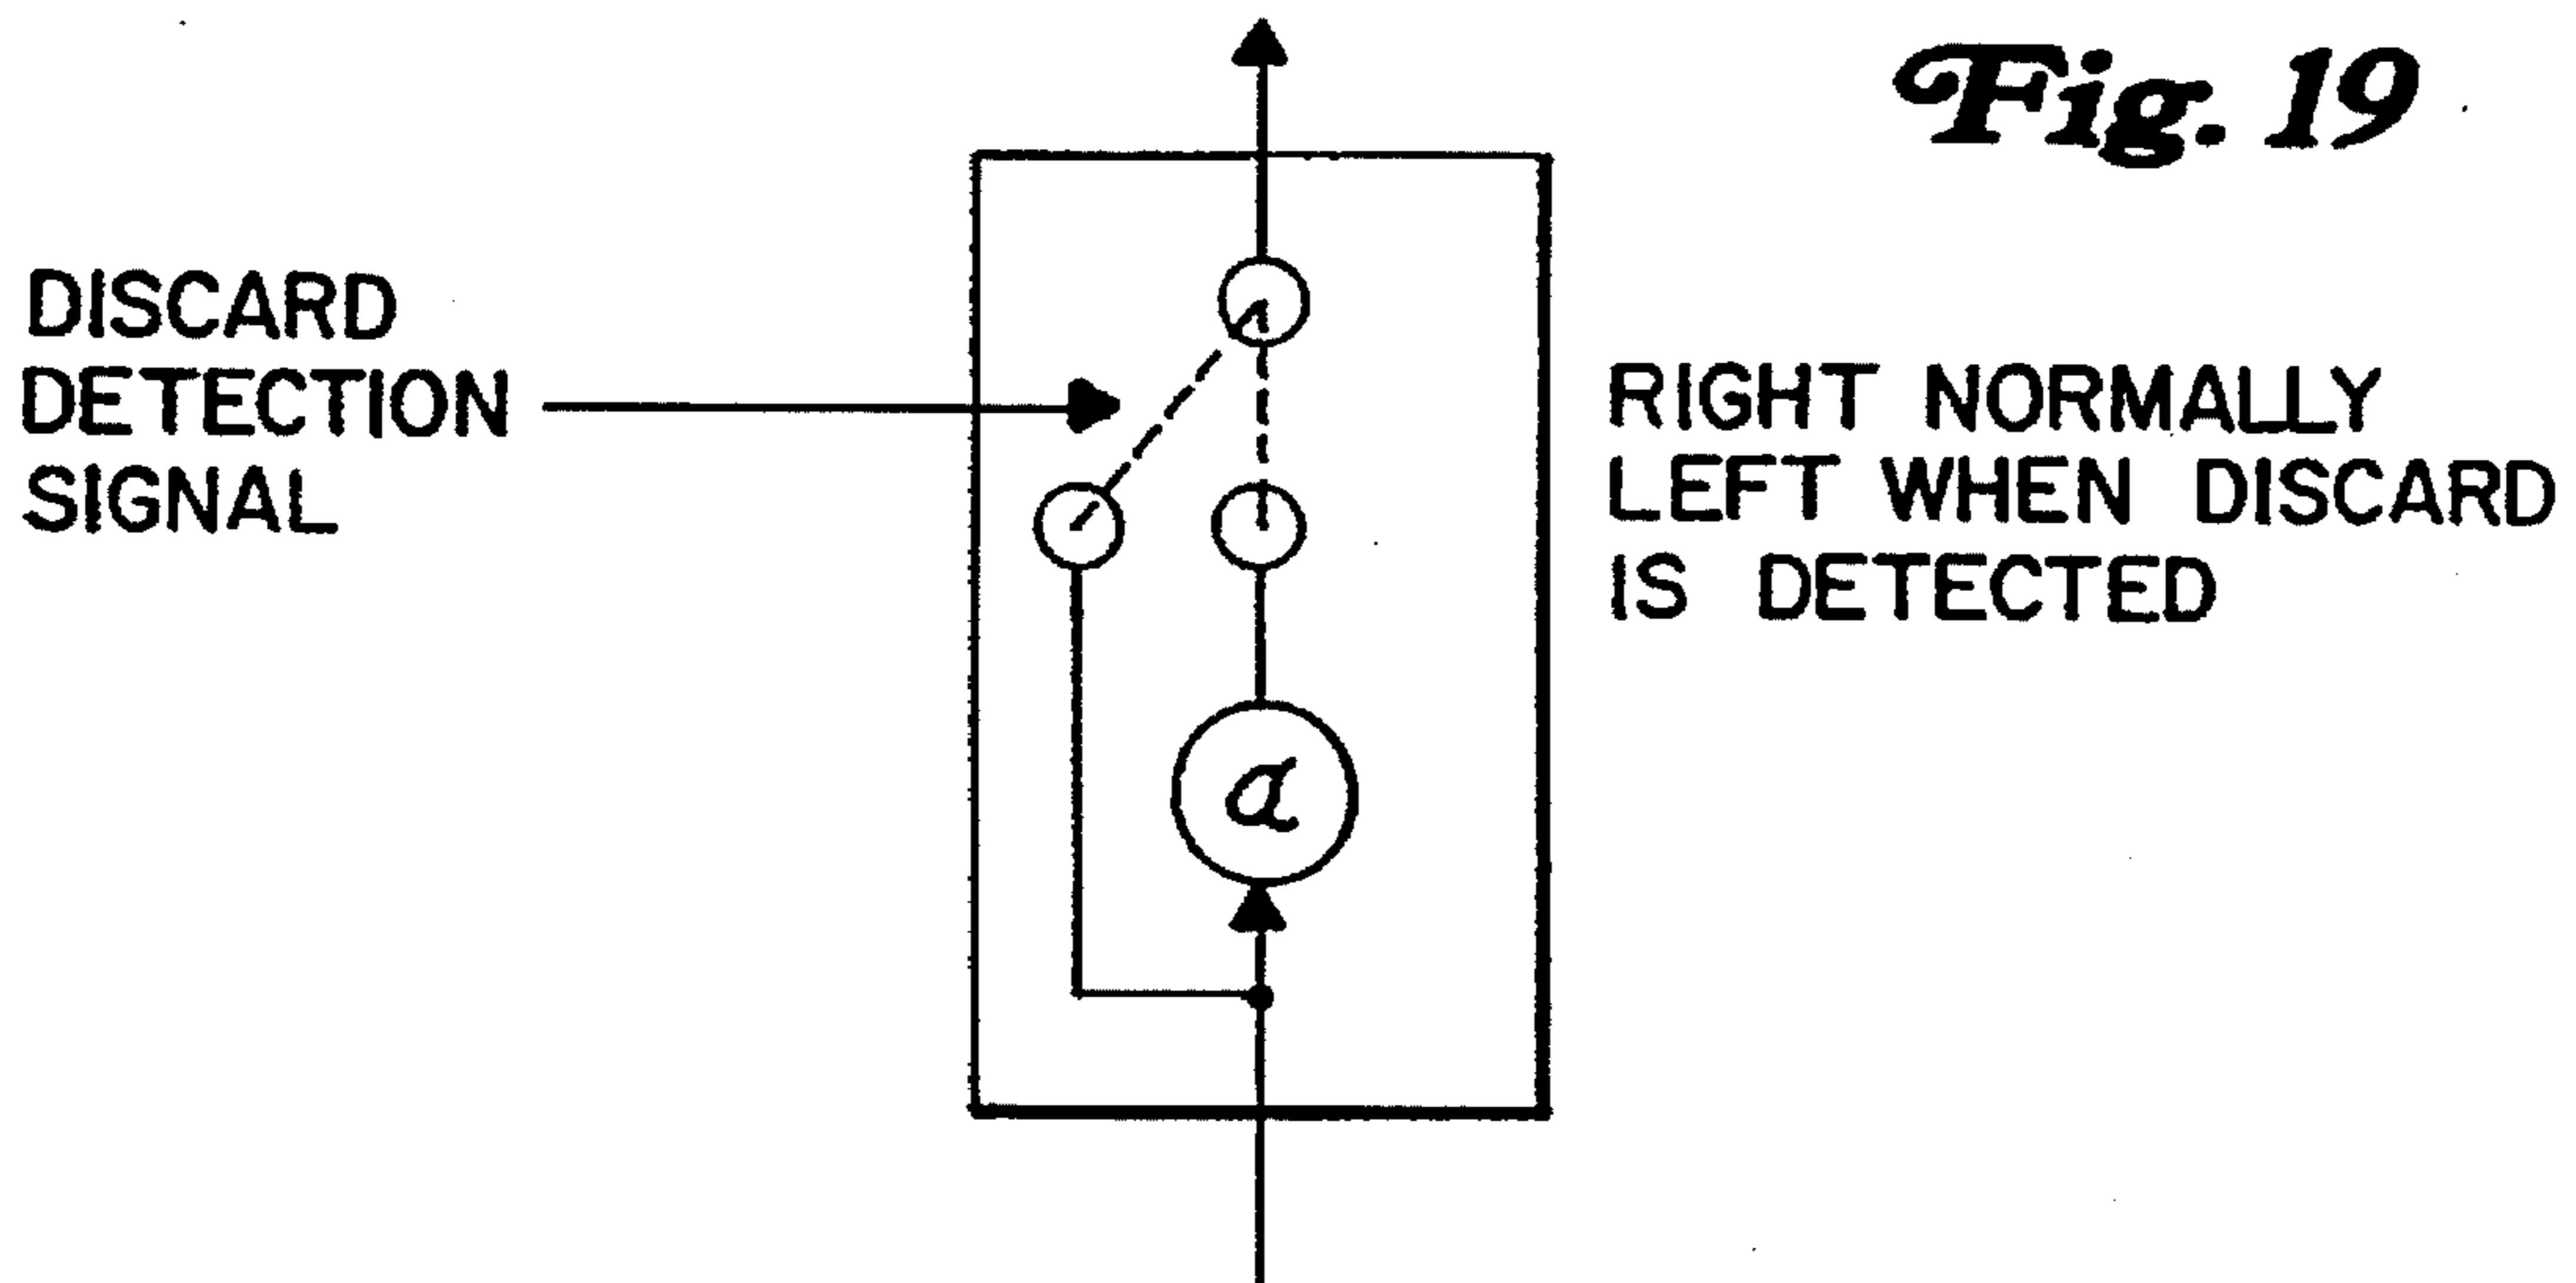 Fig. 19
DISCARD
DETECTION
SIGNAL
RIGHT NORMALLY
LEFT WHEN DISCARD
IS DETECTED
a